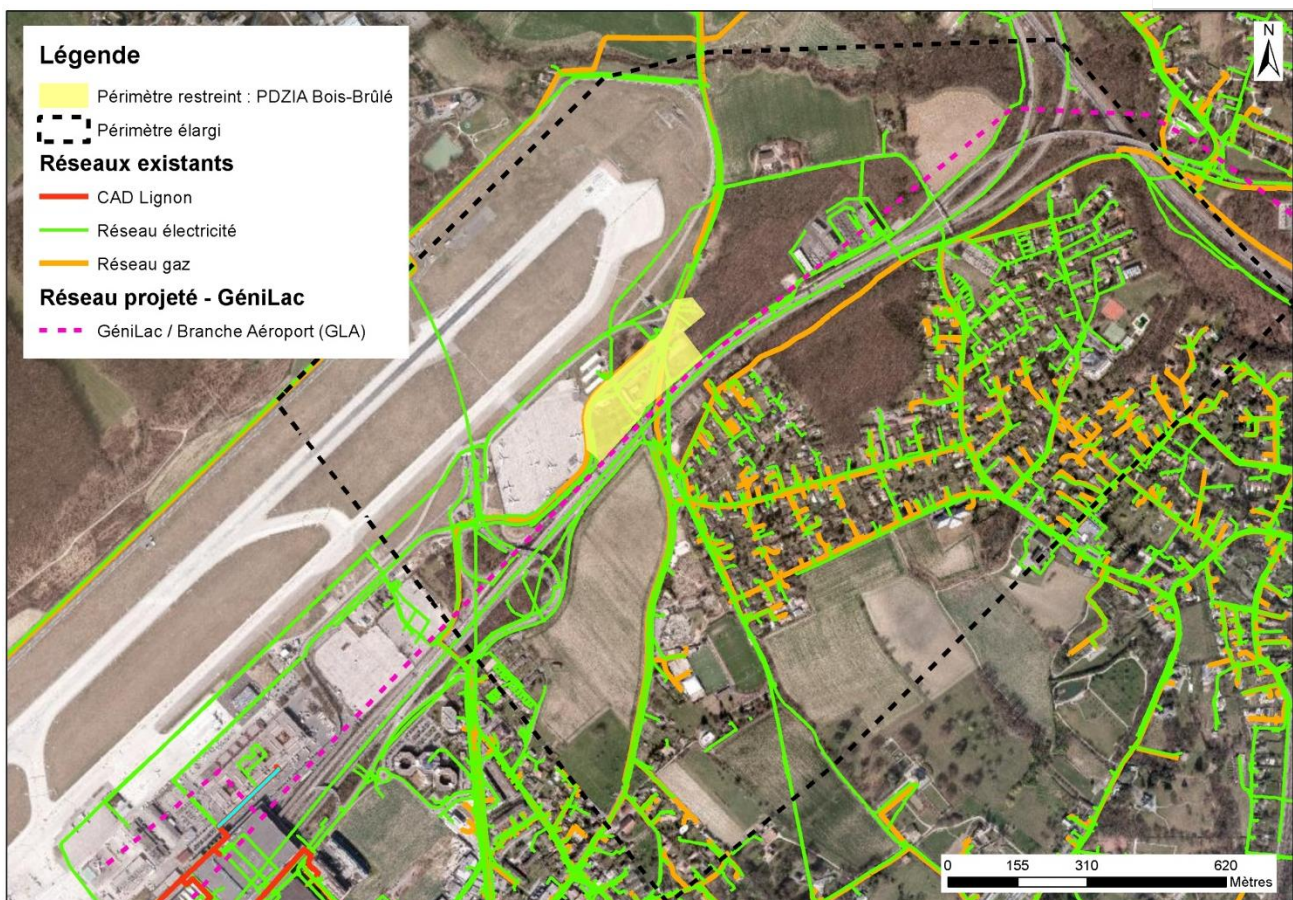 Légende
Périmètre restreint : PDZIA Bois-Brûlé
Périmètre élargi
Réseaux existants
CAD Lignon
Réseau électricité
Réseau gaz
Réseau projeté - GéniLac
GéniLac / Branche Aéroport (GLA)
N
0 155 310 620
Mètres